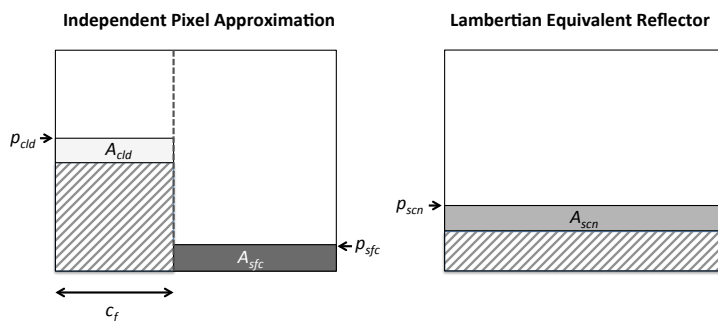 Independent Pixel Approximation
Lambertian Equivalent Reflector
p_cld
A_cld
p_scn
A_scn
A_sfc
p_sfc
c_f